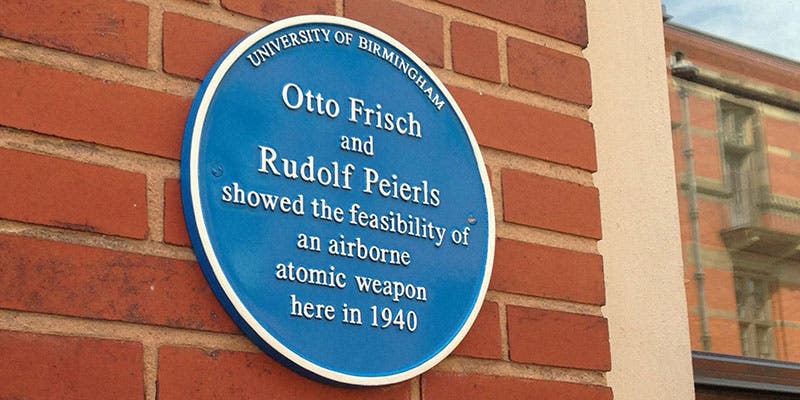 UNIVERSITY OF BIRMINGHAM
Otto Frisch
and
Rudolf Peierls
showed the feasibility of
an airborne
atomic weapon
here in 1940